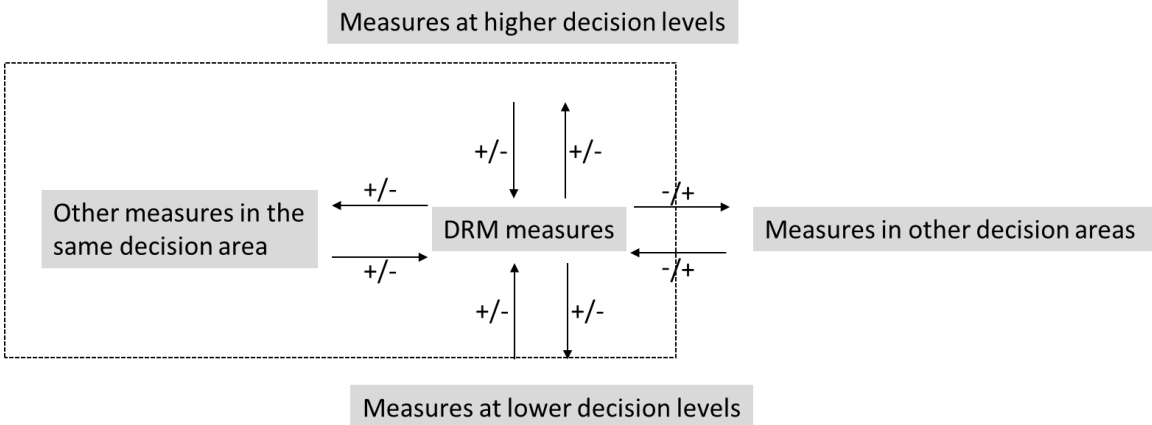 Measures at higher decision levels
+/-
+/-
+/-
-/+
Other measures in the
same decision area
DRM measures
Measures in other decision areas
+/-
-/+
+/-
+/-
Measures at lower decision levels